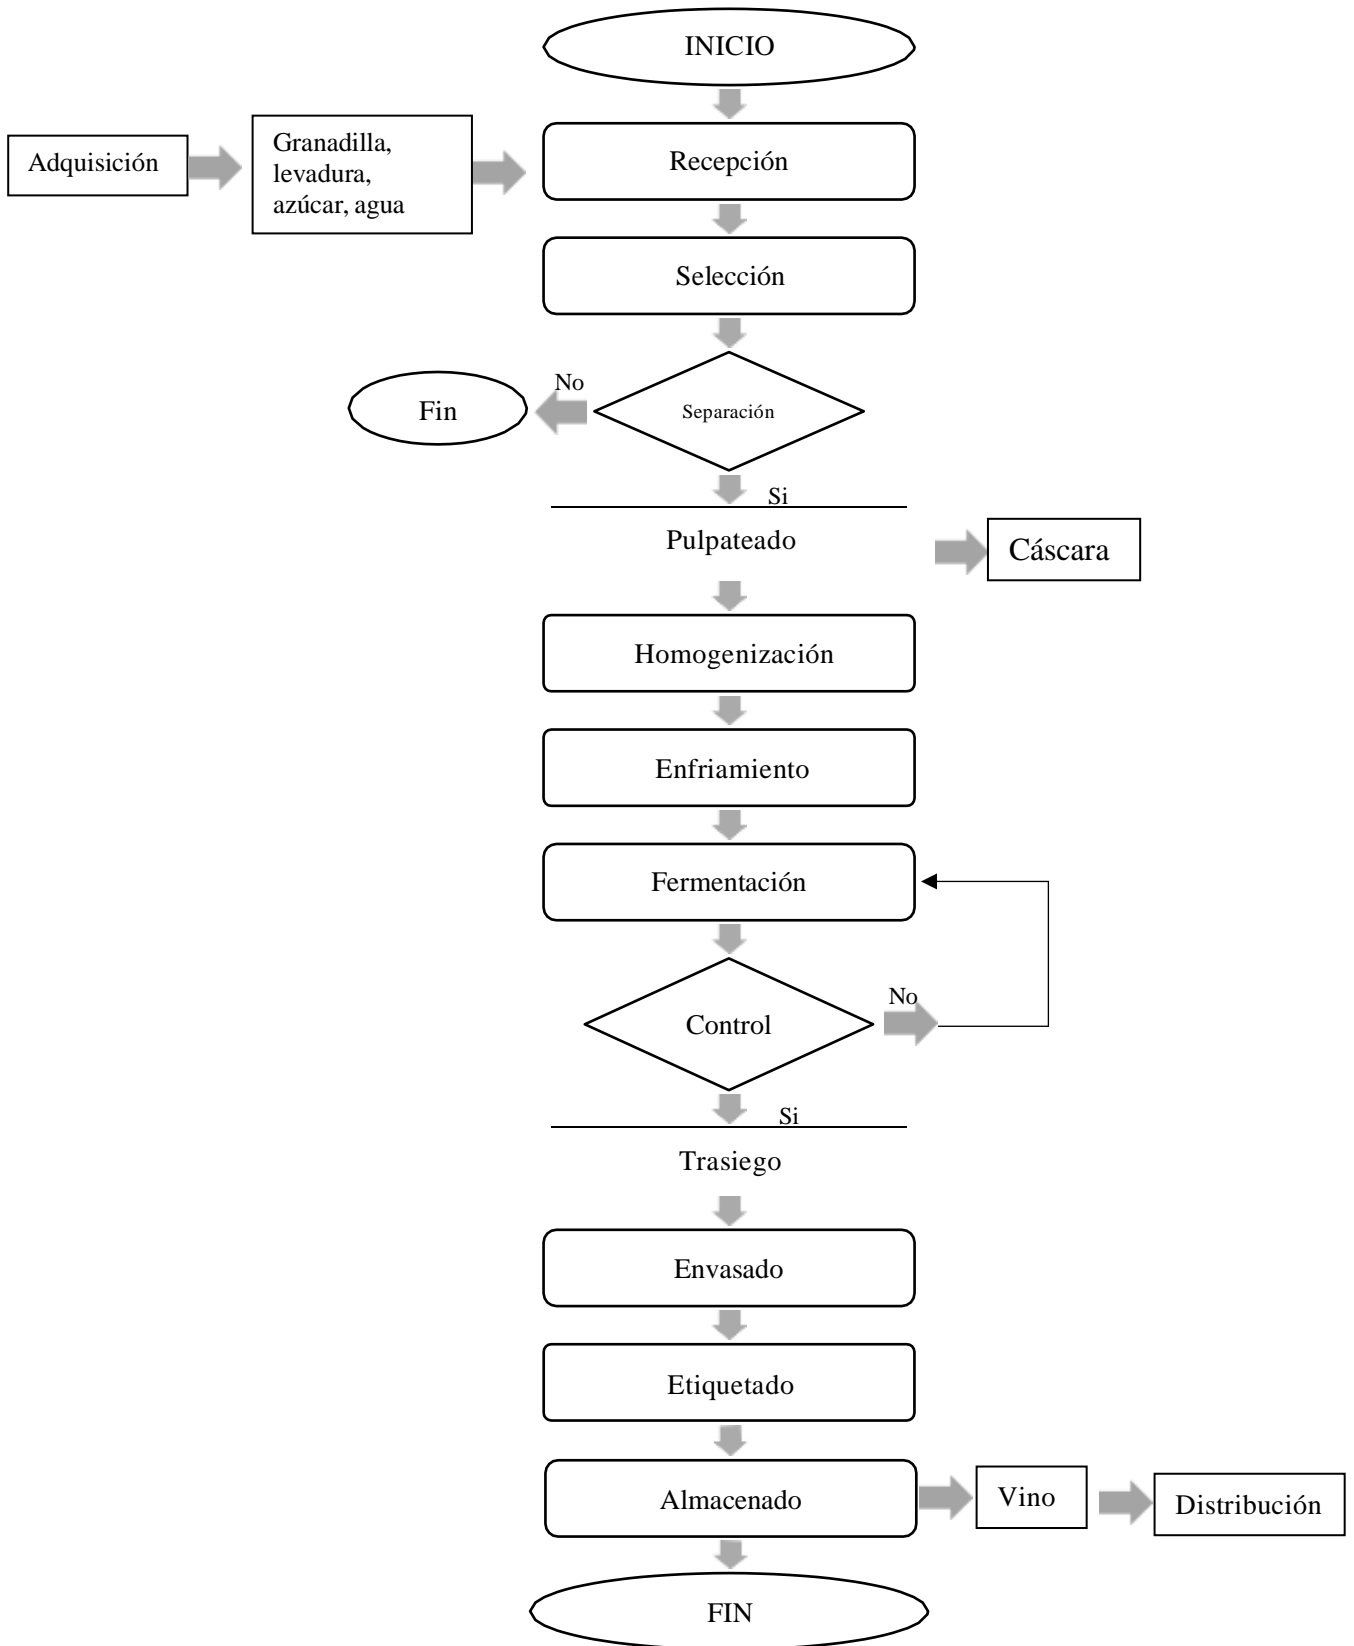 INICIO
Adquisición
Granadilla,
levadura,
azúcar, agua
Recepción
Selección
Fin
No
Separación
Si
Pulpateado
Cáscara
Homogenización
Enfriamiento
Fermentación
Control
No
Si
Trasiego
Envasado
Etiquetado
Almacenado
Vino
Distribución
FIN